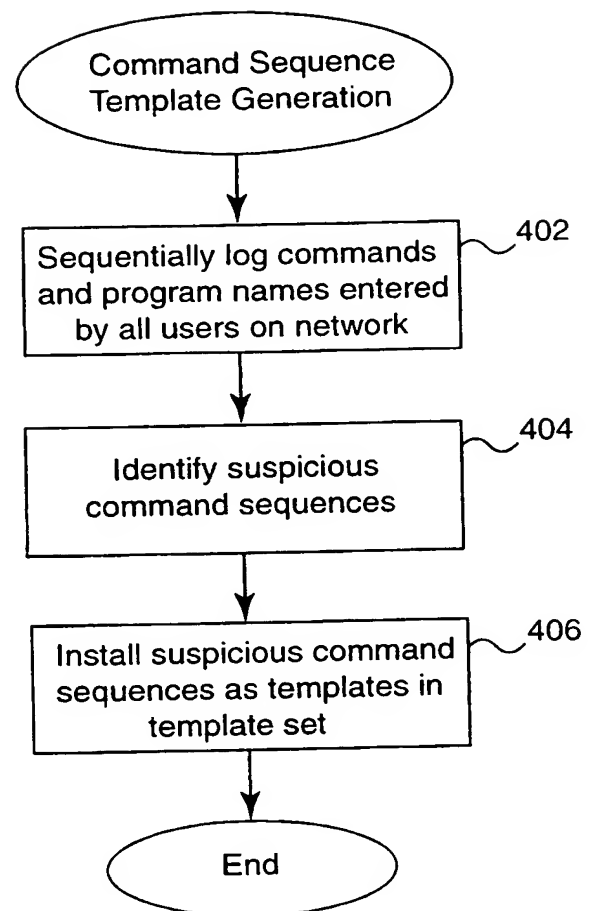 Command Sequence
Template Generation
402
Sequentially log commands
and program names entered
by all users on network
404
Identify suspicious
command sequences
406
Install suspicious command
sequences as templates in
template set
End